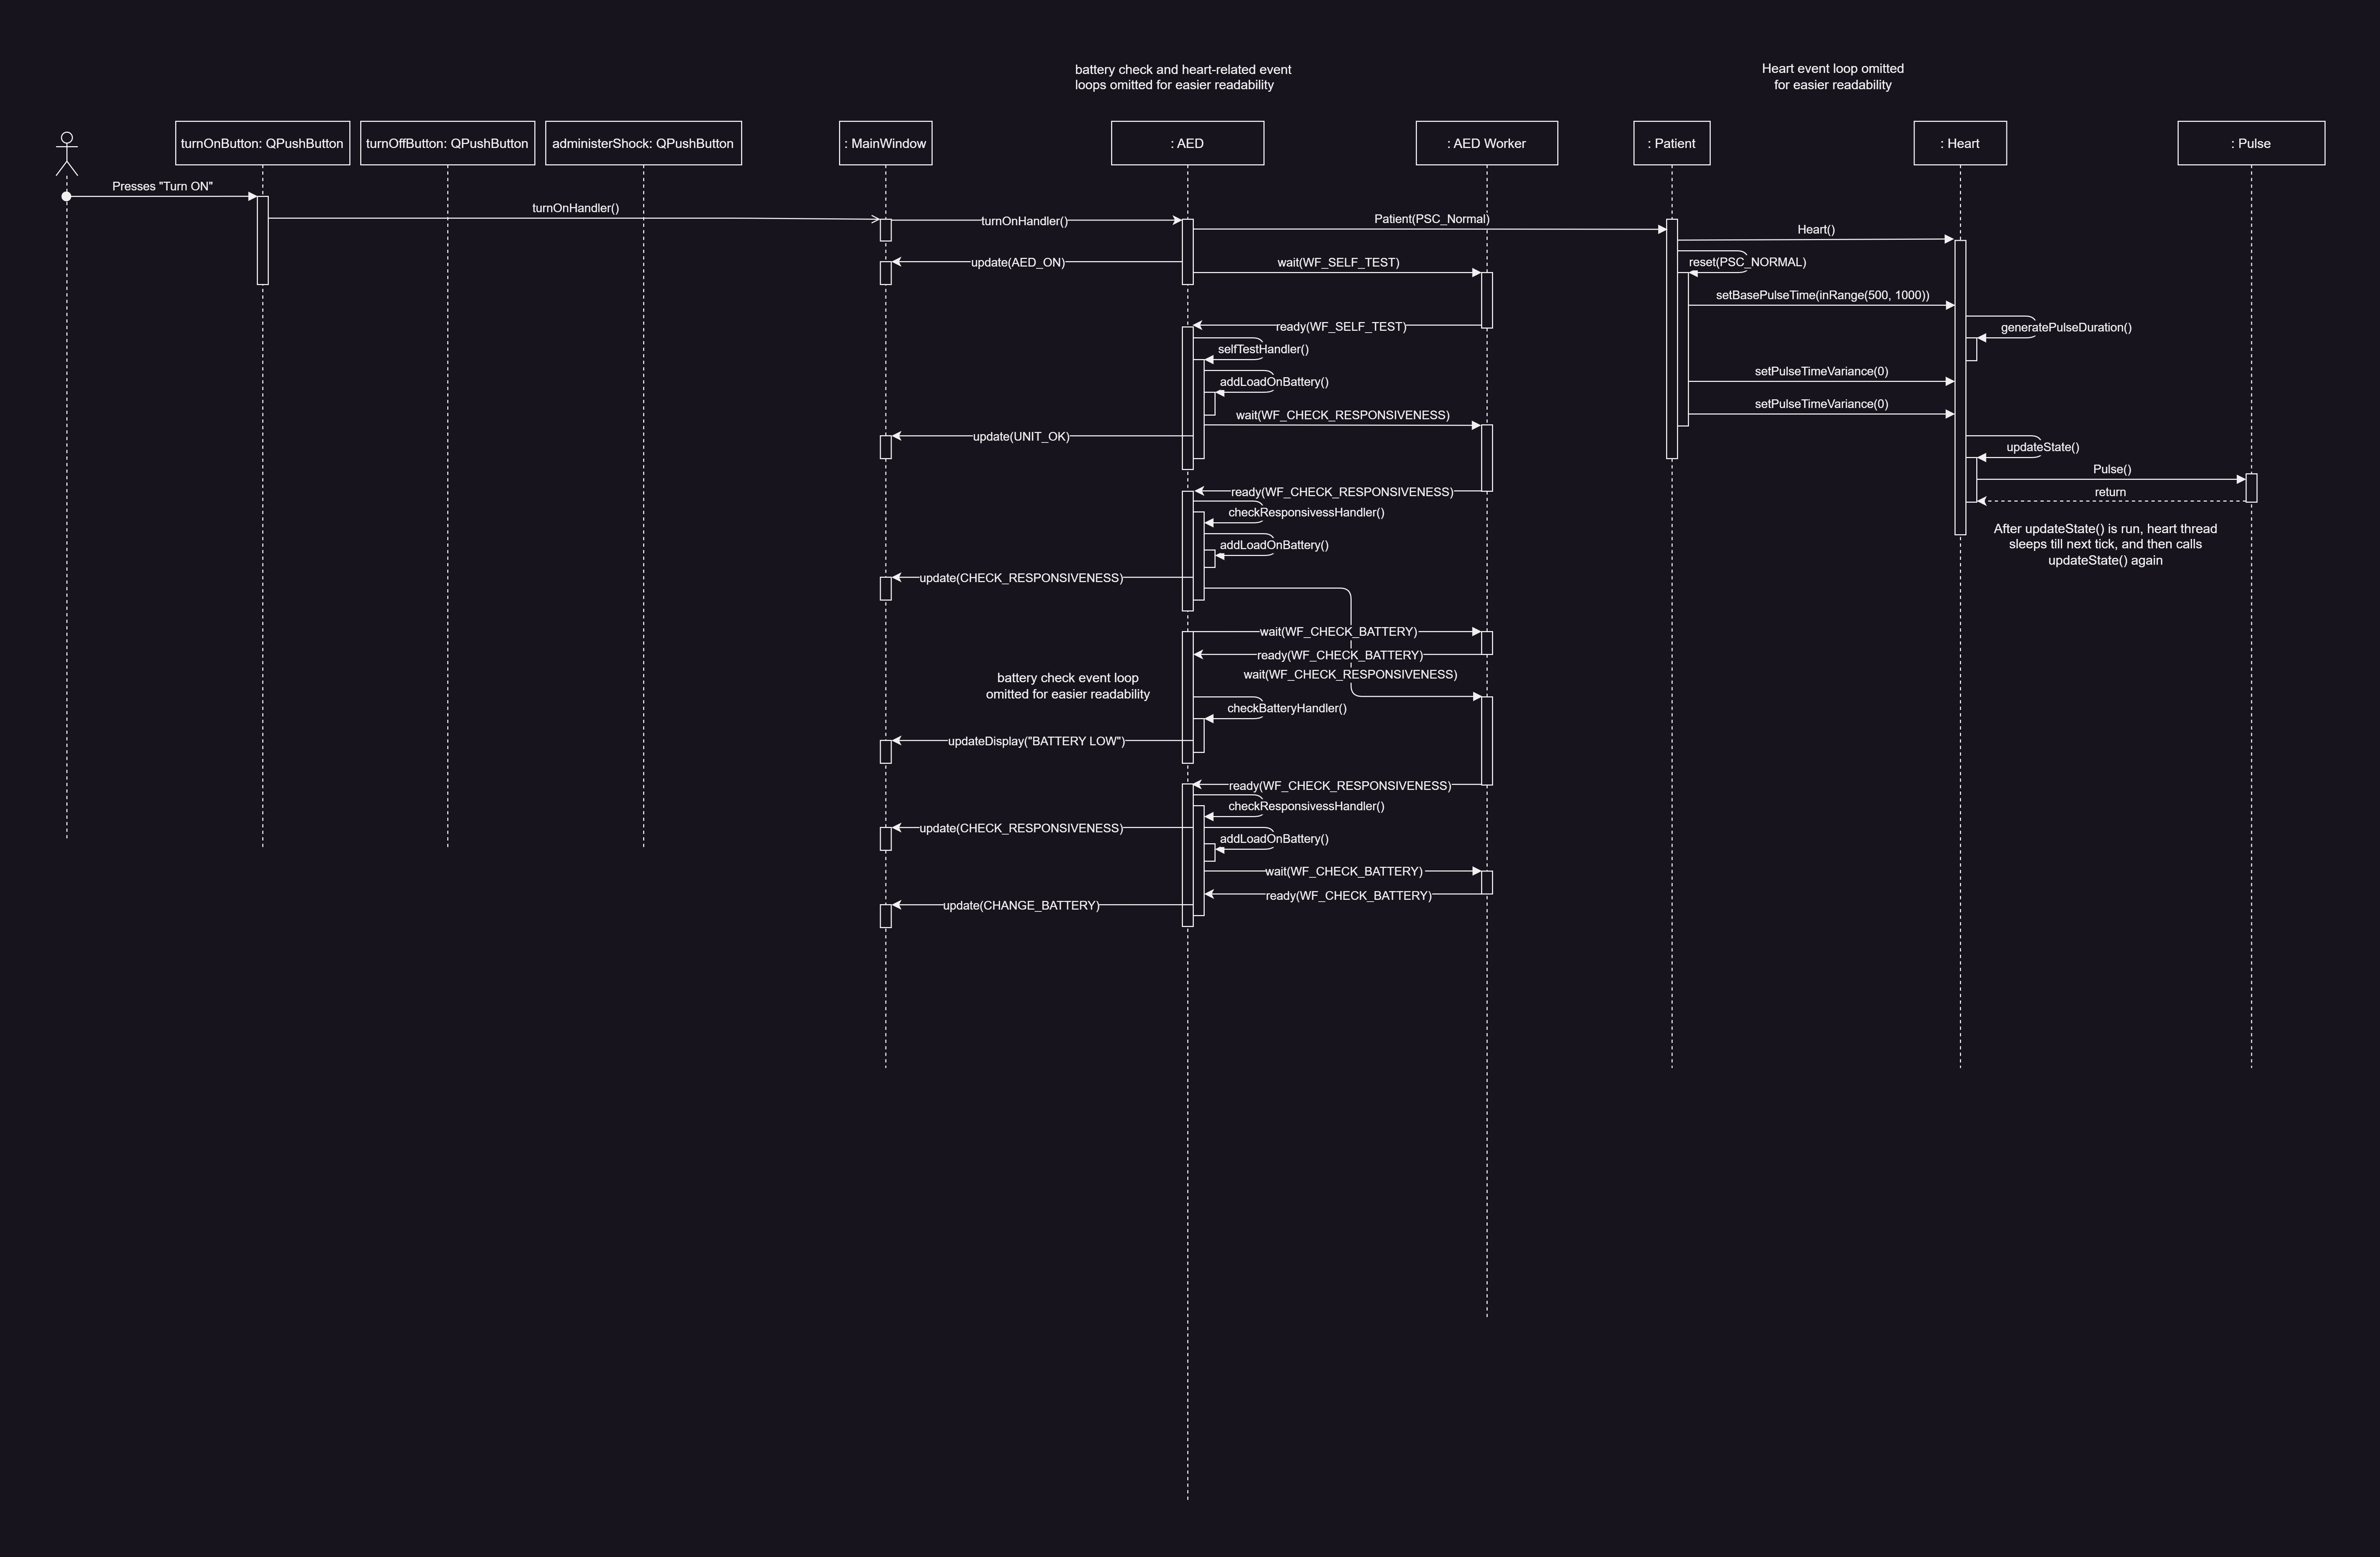 battery check and heart-related event
loops omitted for easier readability
Heart event loop omitted
for easier readability
turnOnButton: QPushButton
turnOffButton: QPushButton
administerShock: QPushButton
: MainWindow
: AED
: AED Worker
: Patient
: Heart
: Pulse
Presses "Turn ON"
turnOnHandler()
turnOnHandler()
Patient(PSC_Normal)
Heart()
update(AED_ON)
wait(WF_SELF_TEST)
reset(PSC_NORMAL)
setBasePulseTime(inRange(500, 1000))
ready(WF_SELF_TEST)
generatePulseDuration()
selfTestHandler()
setPulseTimeVariance(0)
addLoadOnBattery()
setPulseTimeVariance(0)
wait(WF_CHECK_RESPONSIVENESS)
update(UNIT_OK)
updateState()
Pulse()
ready(WF_CHECK_RESPONSIVENESS)
return
checkResponsivessHandler()
After updateState() is run, heart thread
sleeps till next tick, and then calls
updateState() again
addLoadOnBattery()
update(CHECK_RESPONSIVENESS)
wait(WF_CHECK_BATTERY)
ready(WF_CHECK_BATTERY)
wait(WF_CHECK_RESPONSIVENESS)
battery check event loop
omitted for easier readability
checkBatteryHandler()
updateDisplay("BATTERY LOW")
ready(WF_CHECK_RESPONSIVENESS)
checkResponsivessHandler()
update(CHECK_RESPONSIVENESS)
addLoadOnBattery()
wait(WF_CHECK_BATTERY)
ready(WF_CHECK_BATTERY)
update(CHANGE_BATTERY)